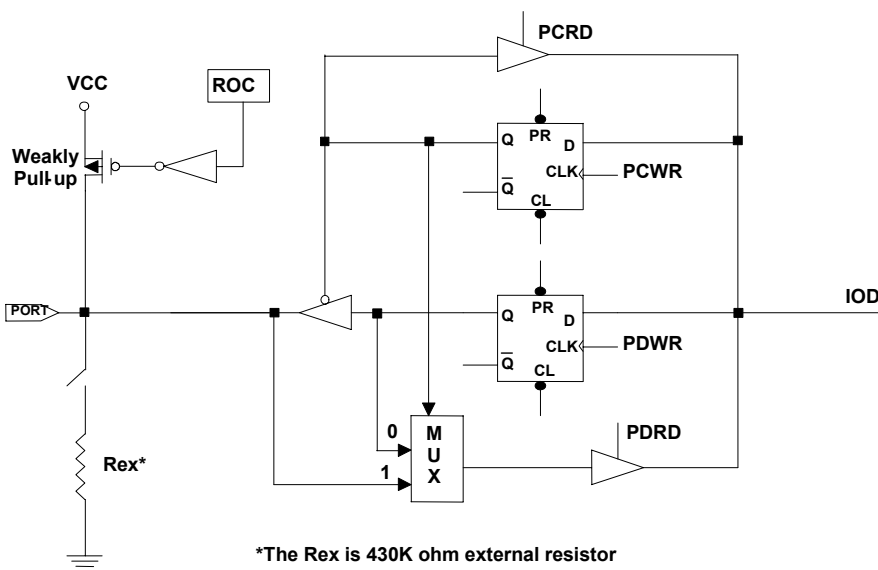 PCRD
VCC
ROC
Weakly
Pull-up
Q PR D
CLK PCWR
Q
CL
PORT
IOD
Q PR D
CLK PDWR
Q
CL
0
1
M
U
X
PDRD
Rex*
*The Rex is 430K ohm external resistor